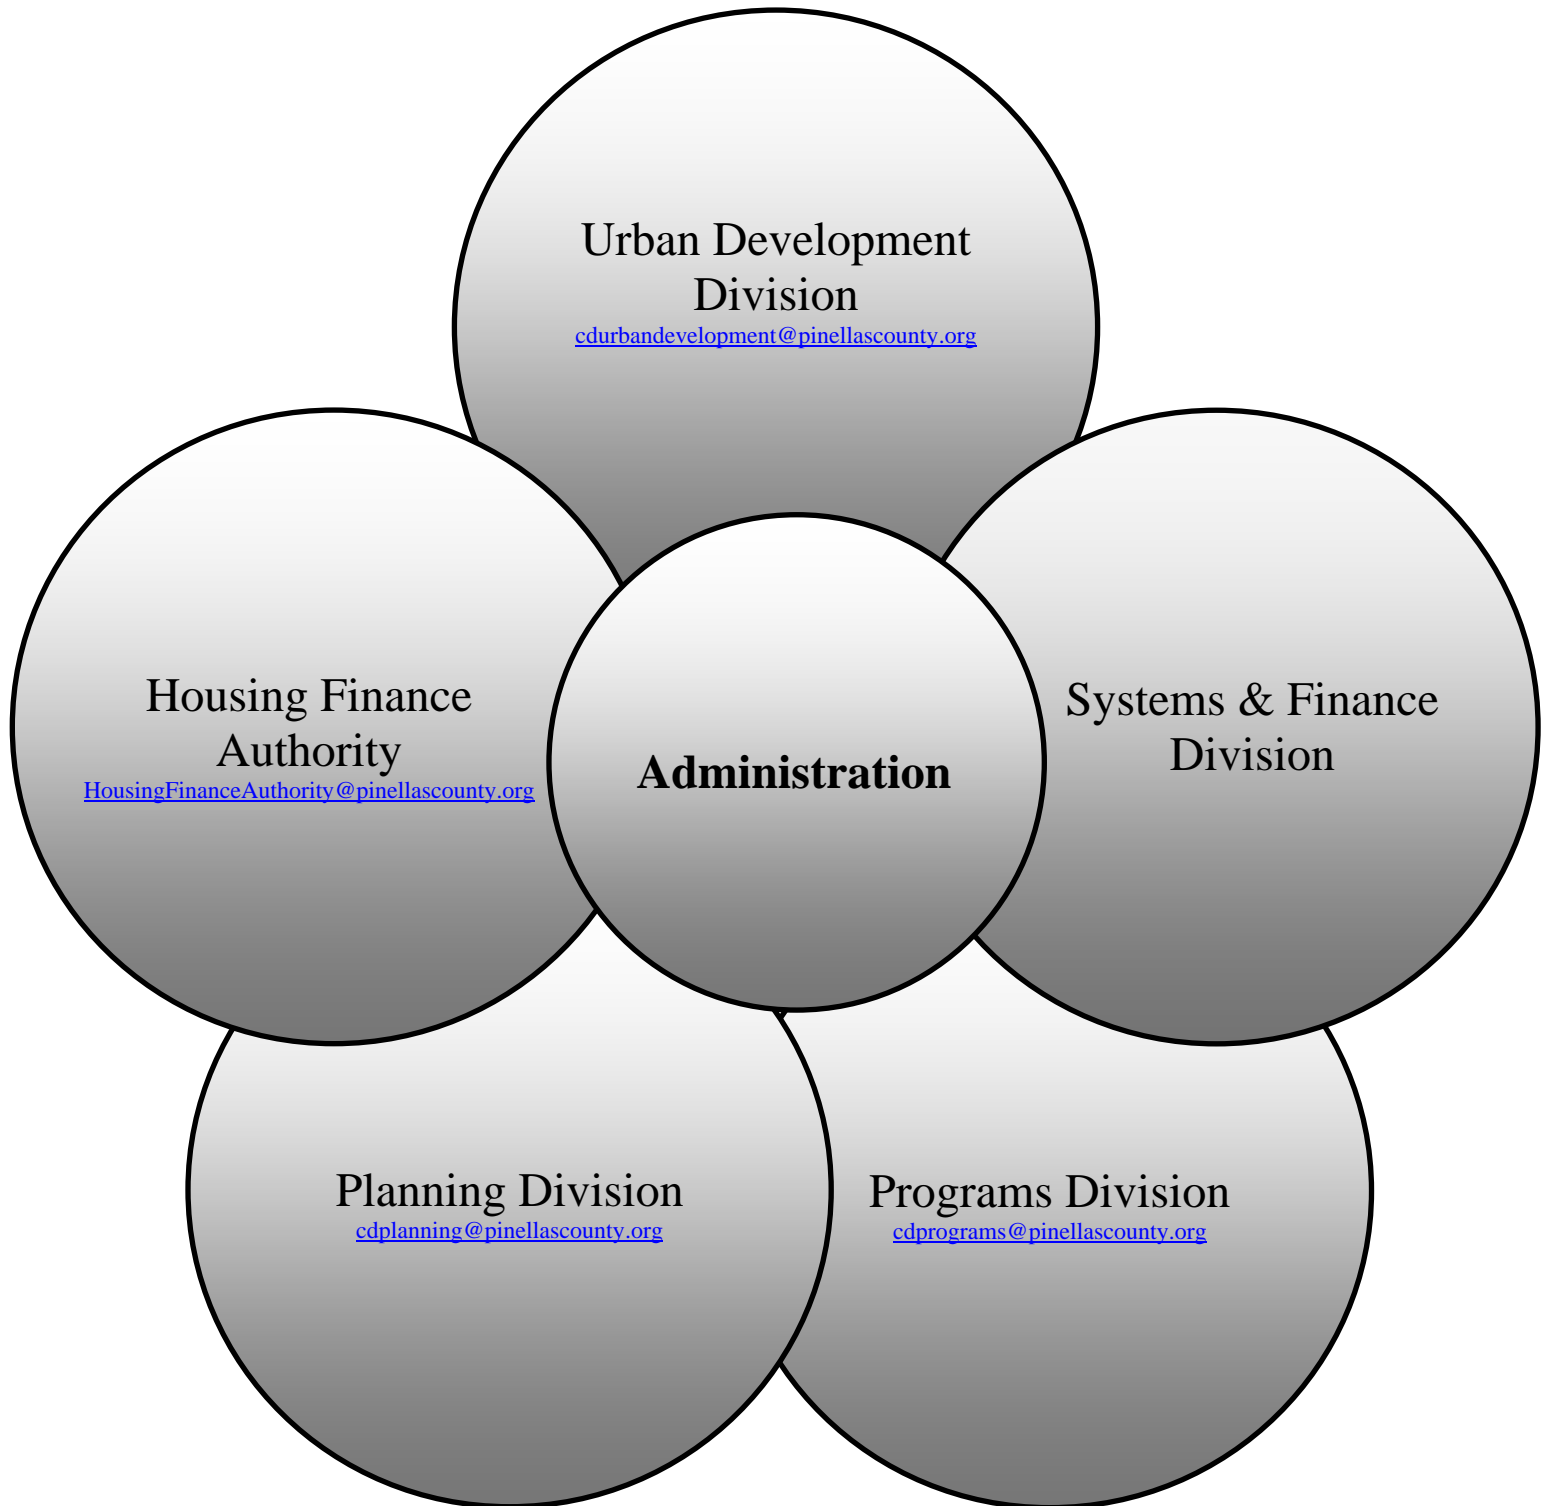 Urban Development
Division
cdurbandevelopment@pinellascounty.org
Housing Finance
Authority
HousingFinanceAuthority@pinellascounty.org
Administration
Systems & Finance
Division
Planning Division
cdplanning@pinellascounty.org
Programs Division
cdprograms@pinellascounty.org